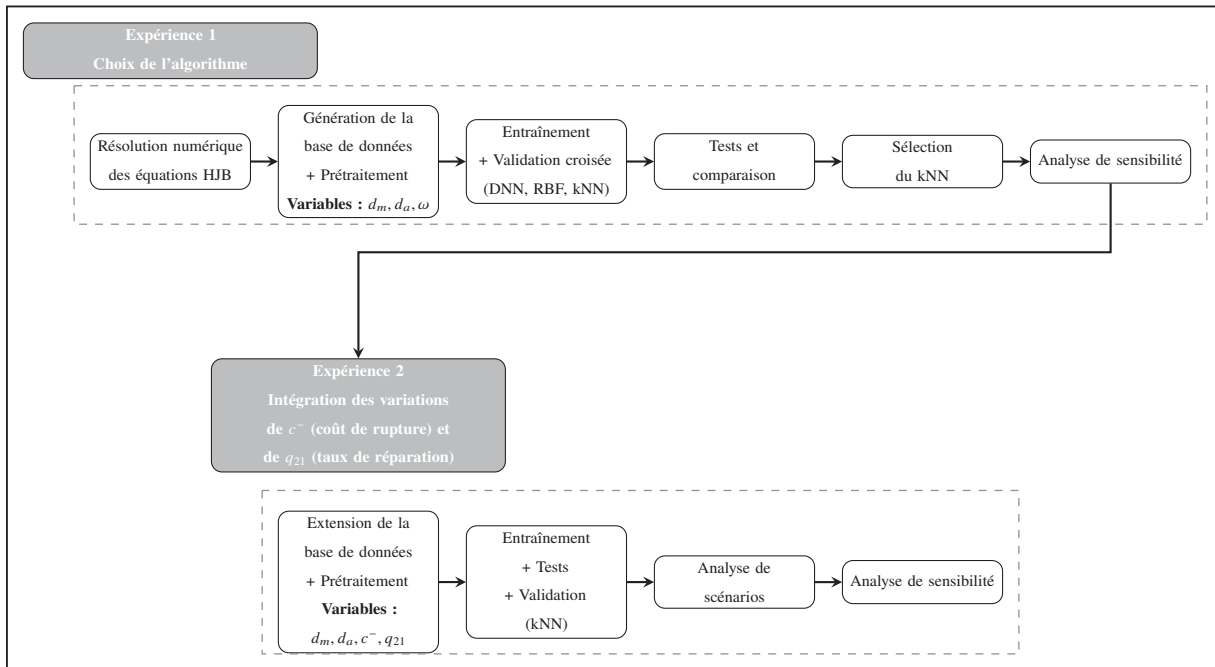 Expérience 1
Choix de l'algorithme
Résolution numérique
des équations HJB
Génération de la
base de données
+ Prétraitement
Variables : d_m, d_a, ω
Entraînement
+ Validation croisée
(DNN, RBF, kNN)
Tests et
comparaison
Sélection
du kNN
Analyse de sensibilité
Expérience 2
Intégration des variations
de c⁻ (coût de rupture) et
de q₂₁ (taux de réparation)
Extension de la
base de données
+ Prétraitement
Variables :
d_m, d_a, c⁻, q₂₁
Entraînement
+ Tests
+ Validation
(kNN)
Analyse de
scénarios
Analyse de sensibilité